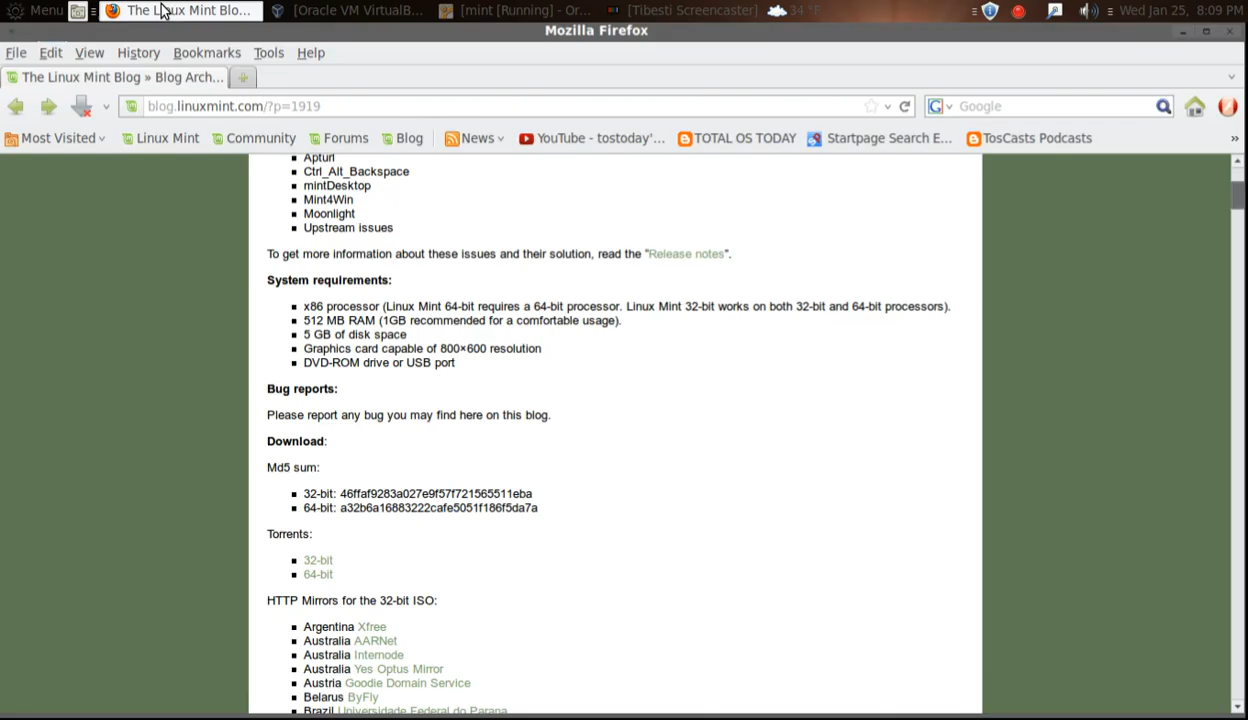 Menu The Linux Mint Blo... [Oracle VM VirtualB... [mint [Running] - Or... [Tibesti Screencaster] 34 °F Wed Jan 25, 8:09 PM
Mozilla Firefox
File Edit View History Bookmarks Tools Help
The Linux Mint Blog » Blog Arch...
blog.linuxmint.com/?p=1919 Google
Most Visited Linux Mint Community Forums Blog News YouTube - tostoday'... TOTAL OS TODAY Startpage Search E... TosCasts Podcasts »
Apturl
Ctrl_Alt_Backspace
mintDesktop
Mint4Win
Moonlight
Upstream issues
To get more information about these issues and their solution, read the "Release notes".
System requirements:
x86 processor (Linux Mint 64-bit requires a 64-bit processor. Linux Mint 32-bit works on both 32-bit and 64-bit processors).
512 MB RAM (1GB recommended for a comfortable usage).
5 GB of disk space
Graphics card capable of 800×600 resolution
DVD-ROM drive or USB port
Bug reports:
Please report any bug you may find here on this blog.
Download:
Md5 sum:
32-bit: 46ffaf9283a027e9f57f721565511eba
64-bit: a32b6a16883222cafe5051f186f5da7a
Torrents:
32-bit
64-bit
HTTP Mirrors for the 32-bit ISO:
Argentina Xfree
Australia AARNet
Australia Internode
Australia Yes Optus Mirror
Austria Goodie Domain Service
Belarus ByFly
Brazil Universidade Federal do Parana